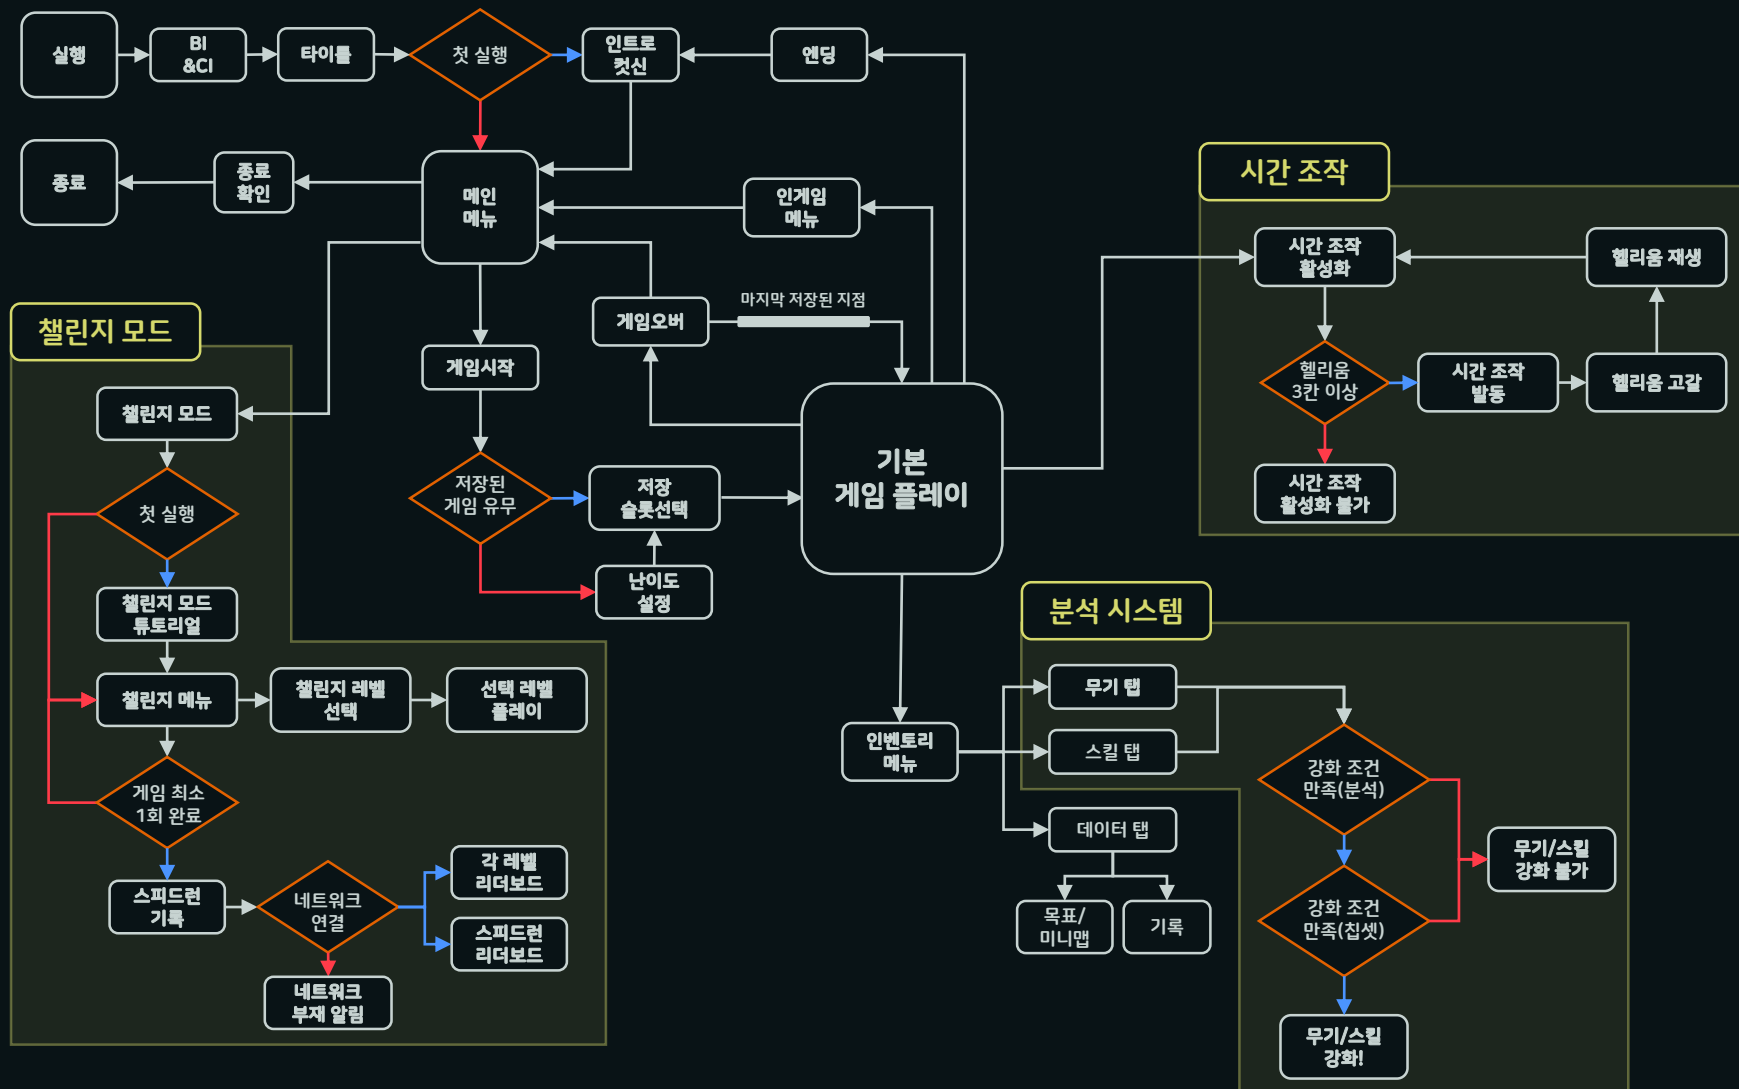 실행
BI
&CI
타이틀
첫 실행
인트로
컷신
엔딩
종료
종료
확인
메인
메뉴
인게임
메뉴
게임오버
마지막 저장된 지점
게임시작
저장된
게임 유무
저장
슬롯선택
난이도
설정
기본
게임 플레이
시간 조작
시간 조작
활성화
헬리움 재생
헬리움
3칸 이상
시간 조작
발동
헬리움 고갈
시간 조작
활성화 불가
챌린지 모드
챌린지 모드
첫 실행
챌린지 모드
튜토리얼
챌린지 메뉴
챌린지 레벨
선택
선택 레벨
플레이
게임 최소
1회 완료
스피드런
기록
네트워크
연결
각 레벨
리더보드
스피드런
리더보드
네트워크
부재 알림
인벤토리
메뉴
분석 시스템
무기 탭
스킬 탭
데이터 탭
목표/
미니맵
기록
강화 조건
만족(분석)
강화 조건
만족(칩셋)
무기/스킬
강화 불가
무기/스킬
강화!